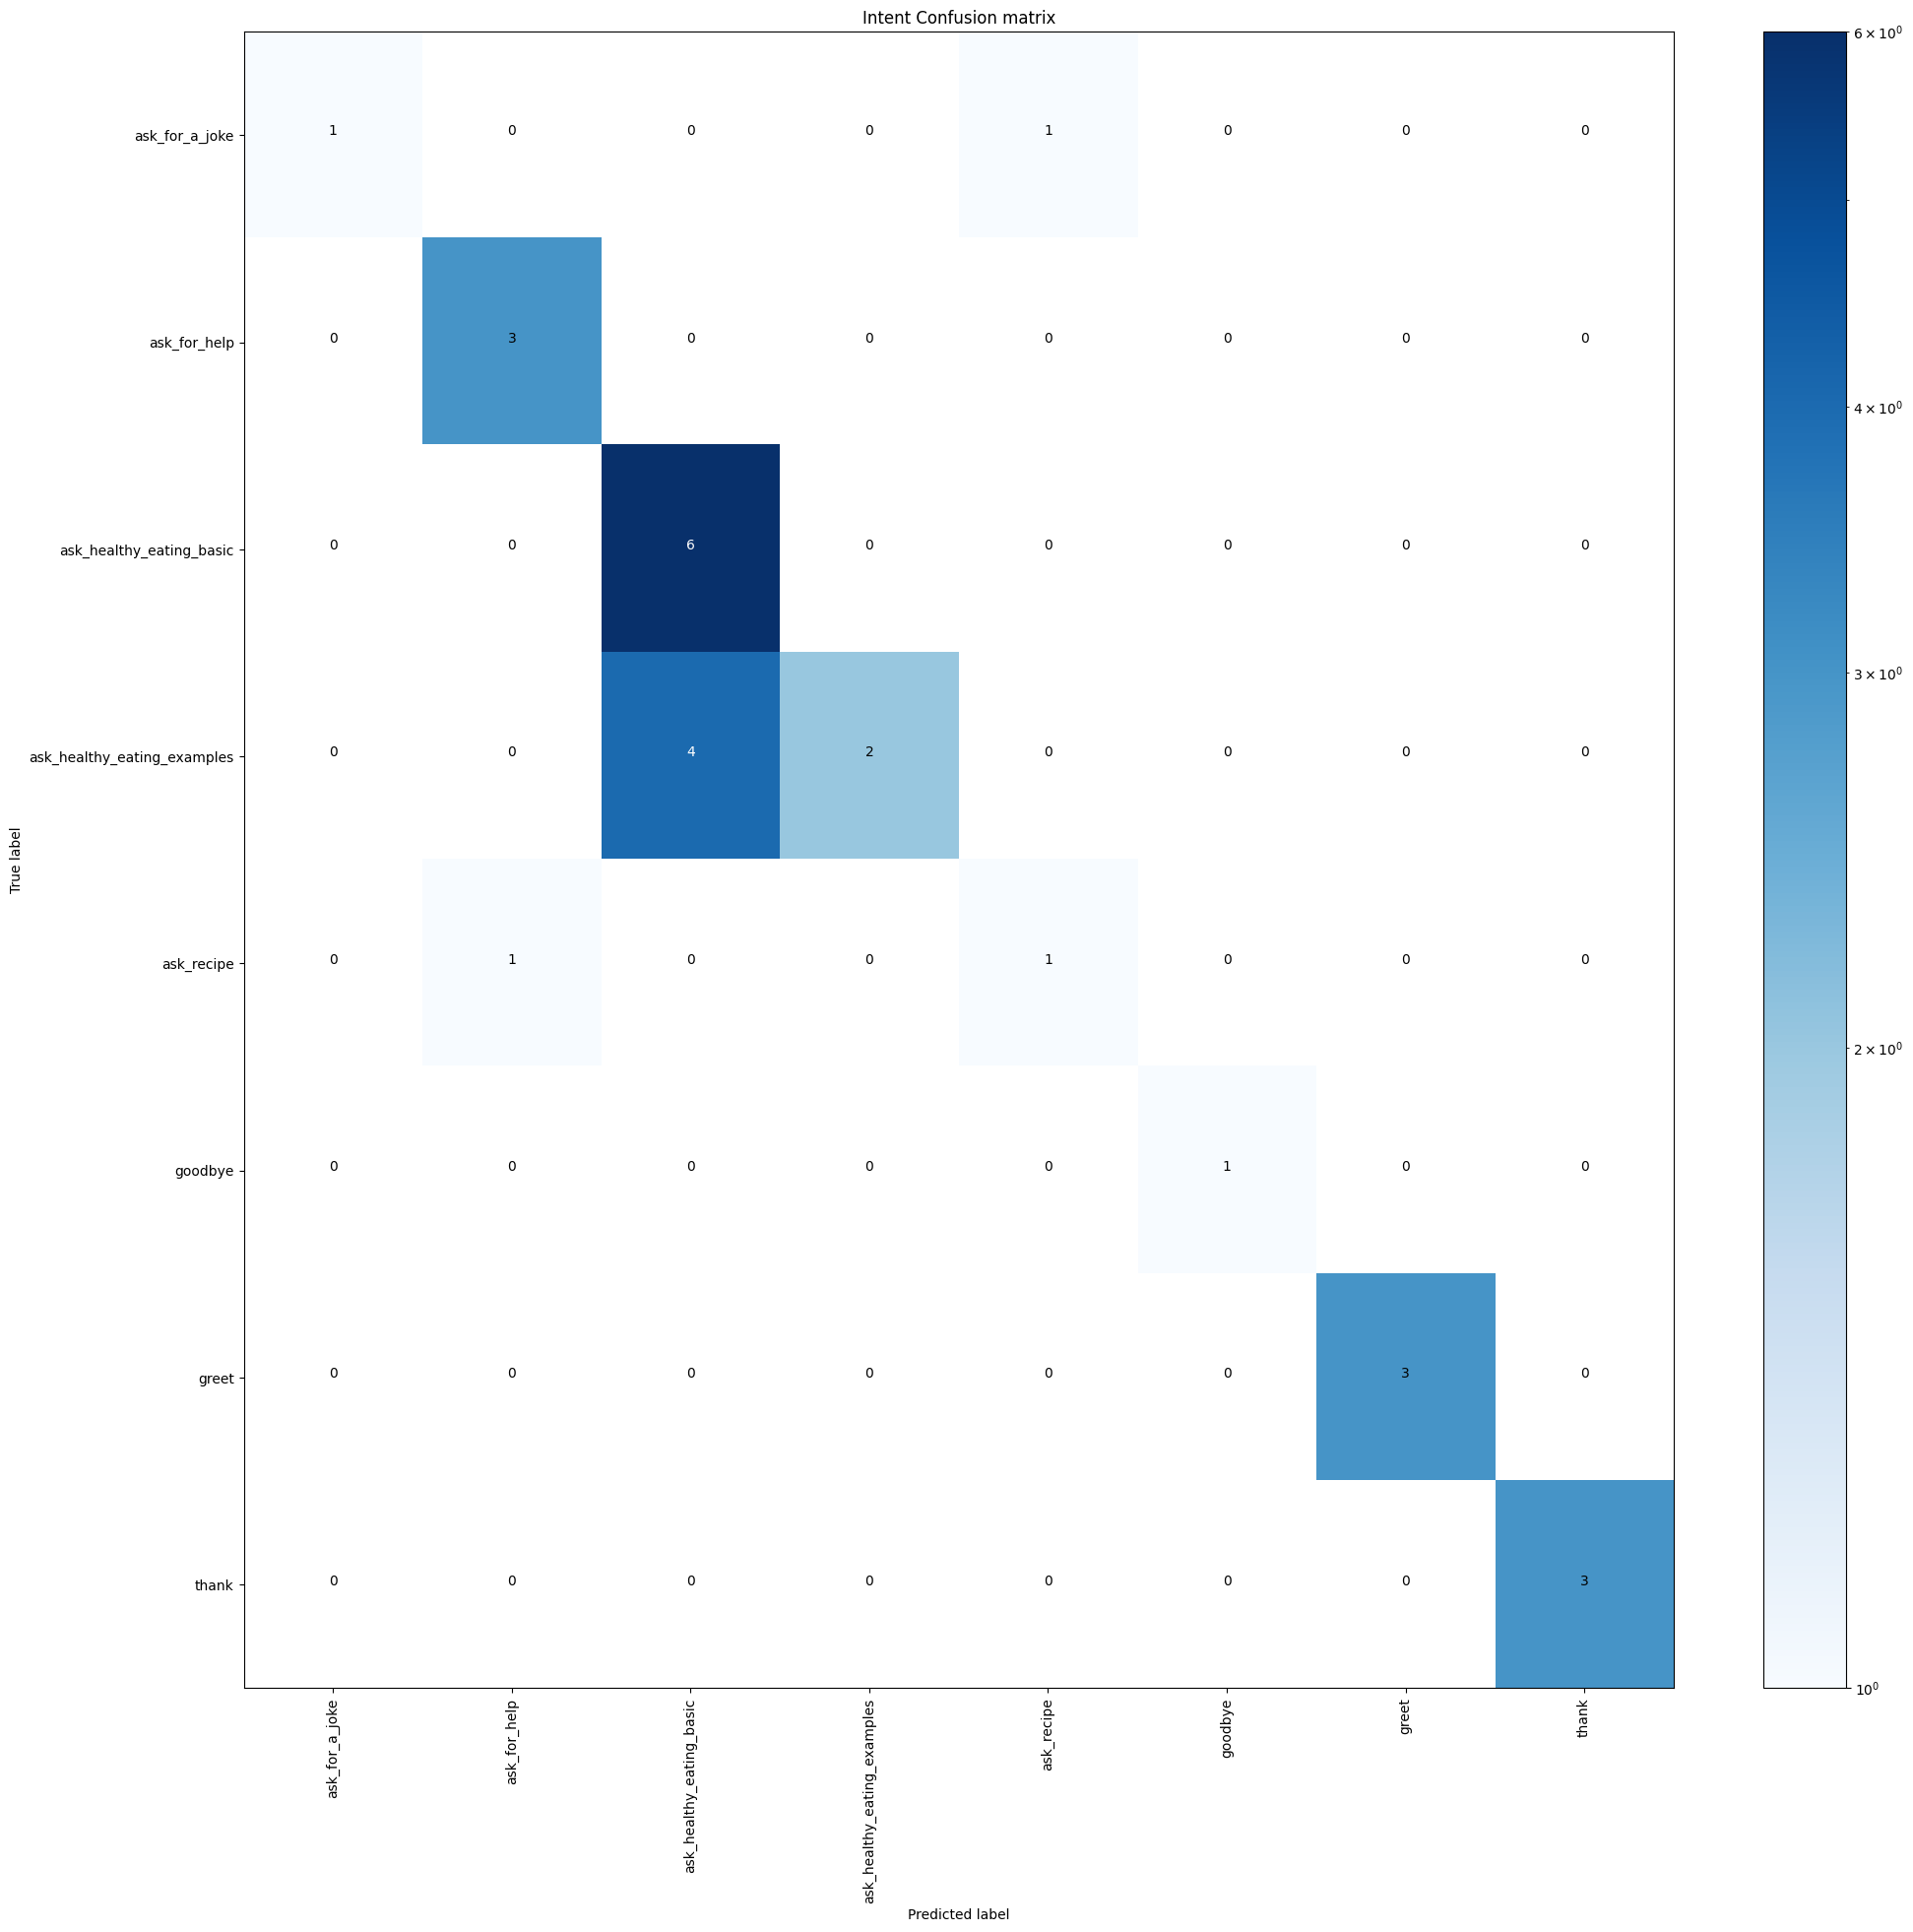 Intent Confusion matrix
ask_for_a_joke 1 0 0 0 1 0 0 0
ask_for_help 0 3 0 0 0 0 0 0
ask_healthy_eating_basic 0 0 6 0 0 0 0 0
ask_healthy_eating_examples 0 0 4 2 0 0 0 0
ask_recipe 0 1 0 0 1 0 0 0
goodbye 0 0 0 0 0 1 0 0
greet 0 0 0 0 0 0 3 0
thank 0 0 0 0 0 0 0 3
True label
ask_for_a_joke
ask_for_help
ask_healthy_eating_basic
ask_healthy_eating_examples
ask_recipe
goodbye
greet
thank
Predicted label
6 × 10⁰
4 × 10⁰
3 × 10⁰
2 × 10⁰
10⁰